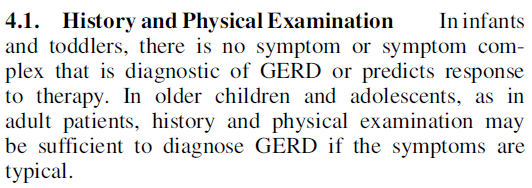 4.1. History and Physical Examination In infants
and toddlers, there is no symptom or symptom com-
plex that is diagnostic of GERD or predicts response
to therapy. In older children and adolescents, as in
adult patients, history and physical examination may
be sufficient to diagnose GERD if the symptoms are
typical.